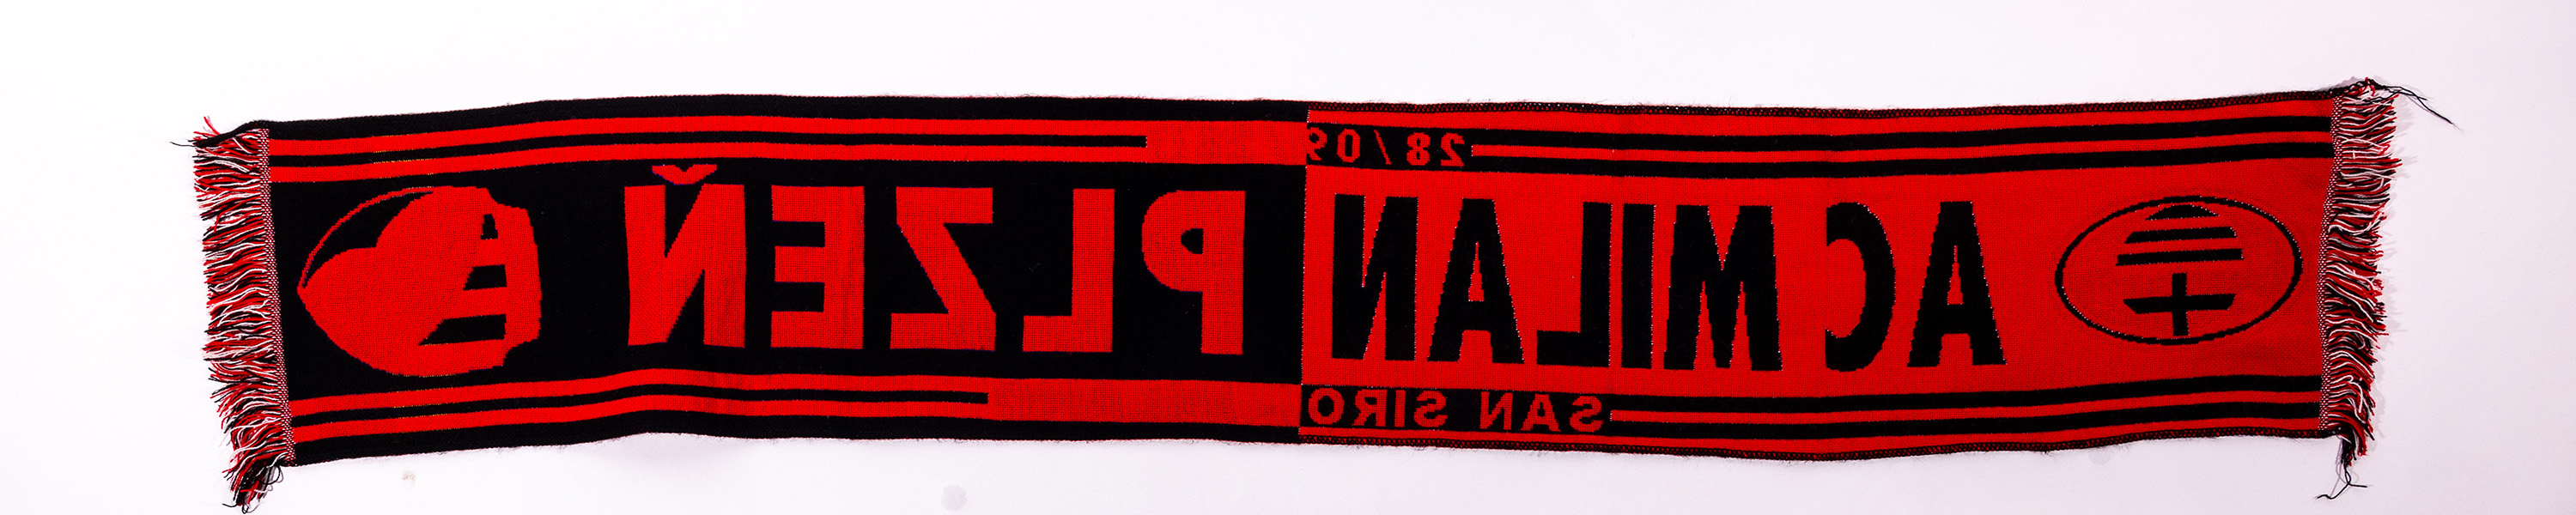 28/09
AC MILAN PLZEŇ
SAN SIRO